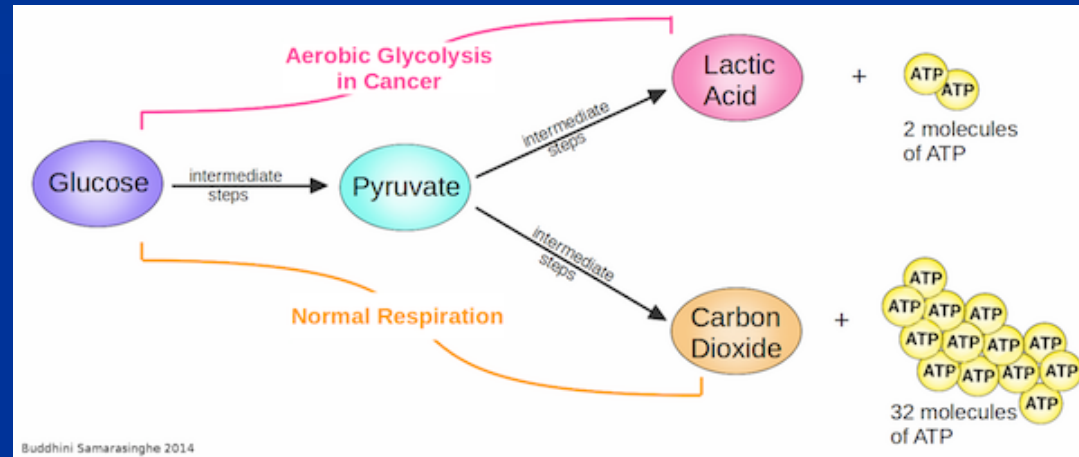 Aerobic Glycolysis
in Cancer
Lactic
Acid
+
ATP
ATP
2 molecules
of ATP
intermediate
steps
Glucose
intermediate
steps
Pyruvate
intermediate
steps
Normal Respiration
Carbon
Dioxide
+
ATP
ATP
ATP
ATP
ATP
ATP
ATP
ATP
ATP
ATP
ATP
ATP
ATP
32 molecules
of ATP
Buddhini Samarasinghe 2014